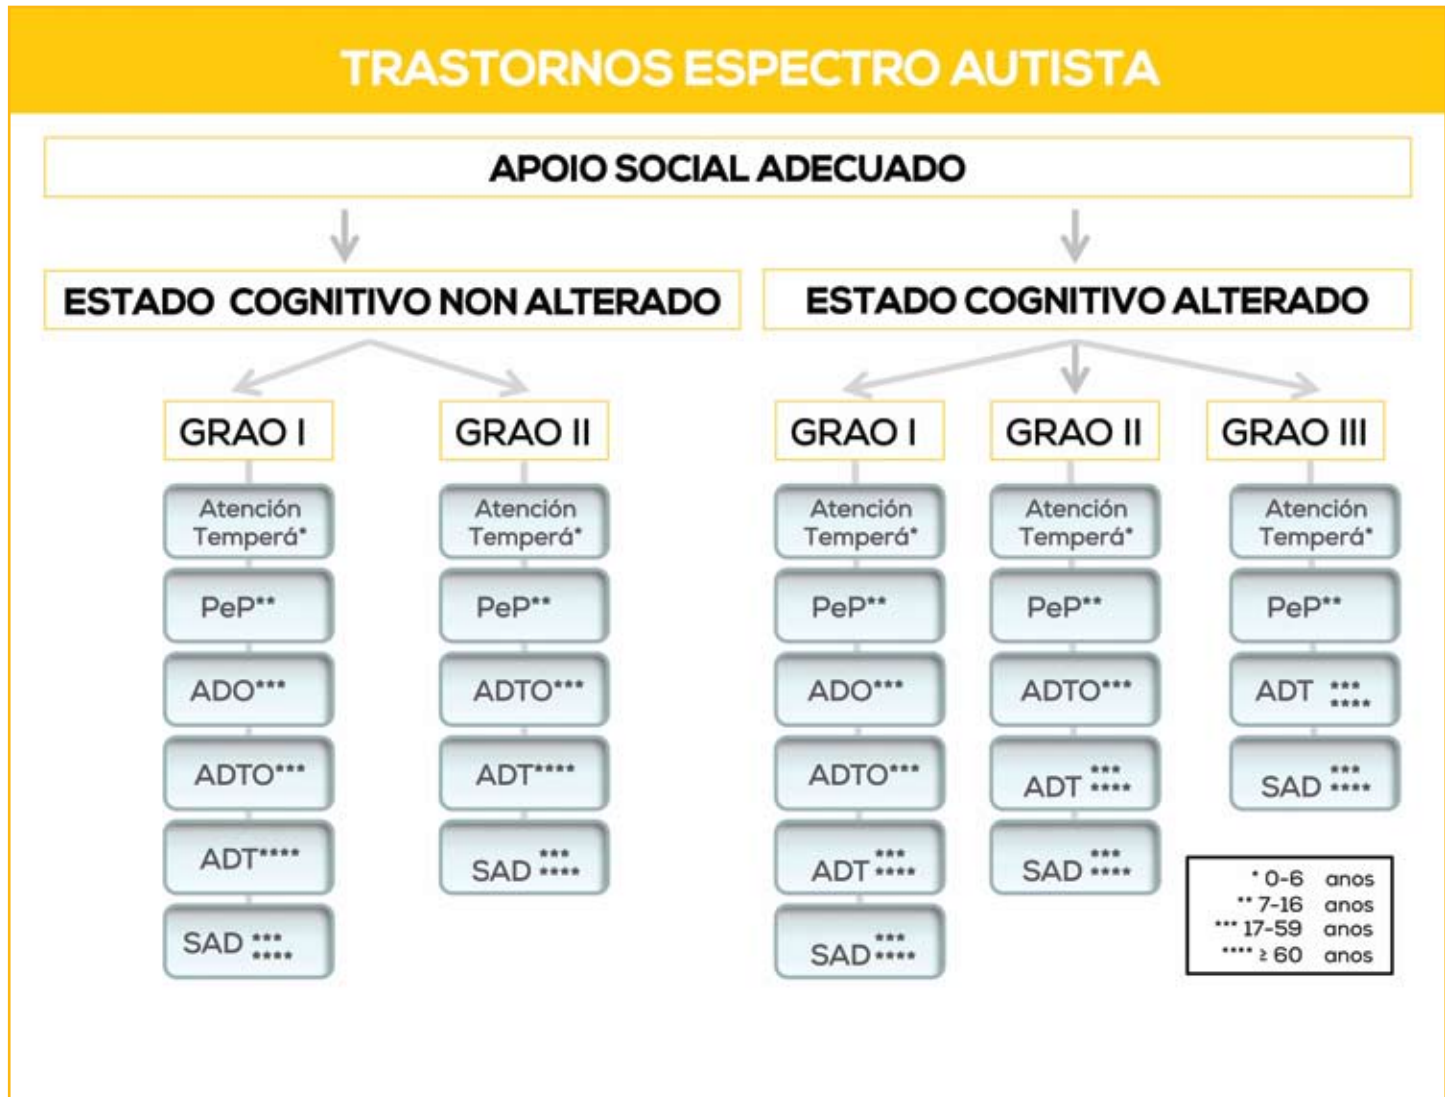 TRASTORNOS ESPECTRO AUTISTA
APOIO SOCIAL ADECUADO
ESTADO COGNITIVO NON ALTERADO
GRAO I
Atención
Temperá*
PeP**
ADO***
ADTO***
ADT****
SAD ***
****
GRAO II
Atención
Temperá*
PeP**
ADTO***
ADT****
SAD ***
****
ESTADO COGNITIVO ALTERADO
GRAO I
Atención
Temperá*
PeP**
ADO***
ADTO***
ADT ***
****
SAD ***
****
GRAO II
Atención
Temperá*
PeP**
ADTO***
ADT ***
****
SAD ***
****
GRAO III
Atención
Temperá*
PeP**
ADT ***
****
SAD ***
****
* 0-6 anos
** 7-16 anos
*** 17-59 anos
**** ≥ 60 anos